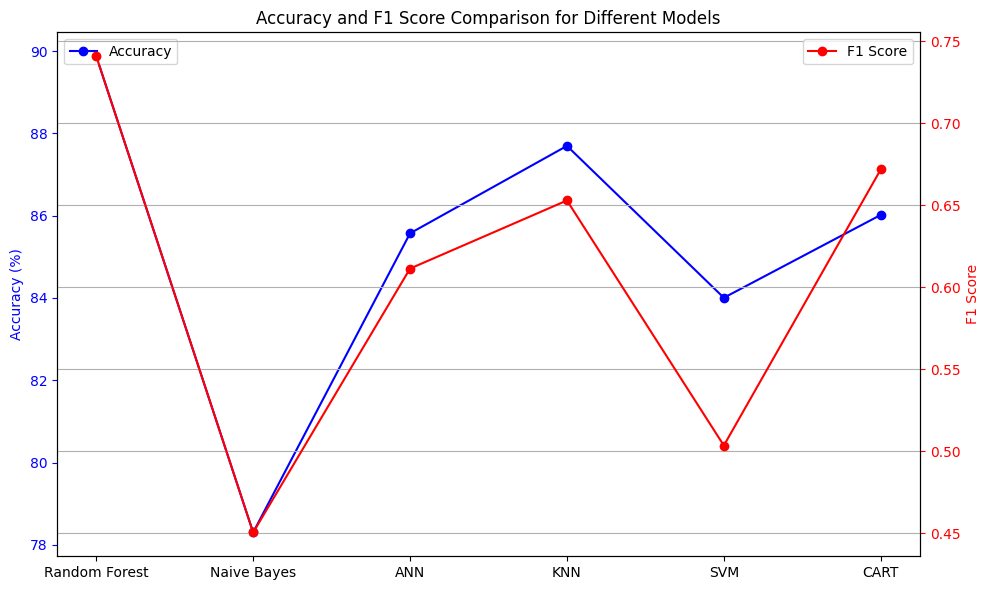 Accuracy and F1 Score Comparison for Different Models
Accuracy
F1 Score
90
88
86
84
82
80
78
Accuracy (%)
0.75
0.70
0.65
0.60
0.55
0.50
0.45
F1 Score
Random Forest
Naive Bayes
ANN
KNN
SVM
CART